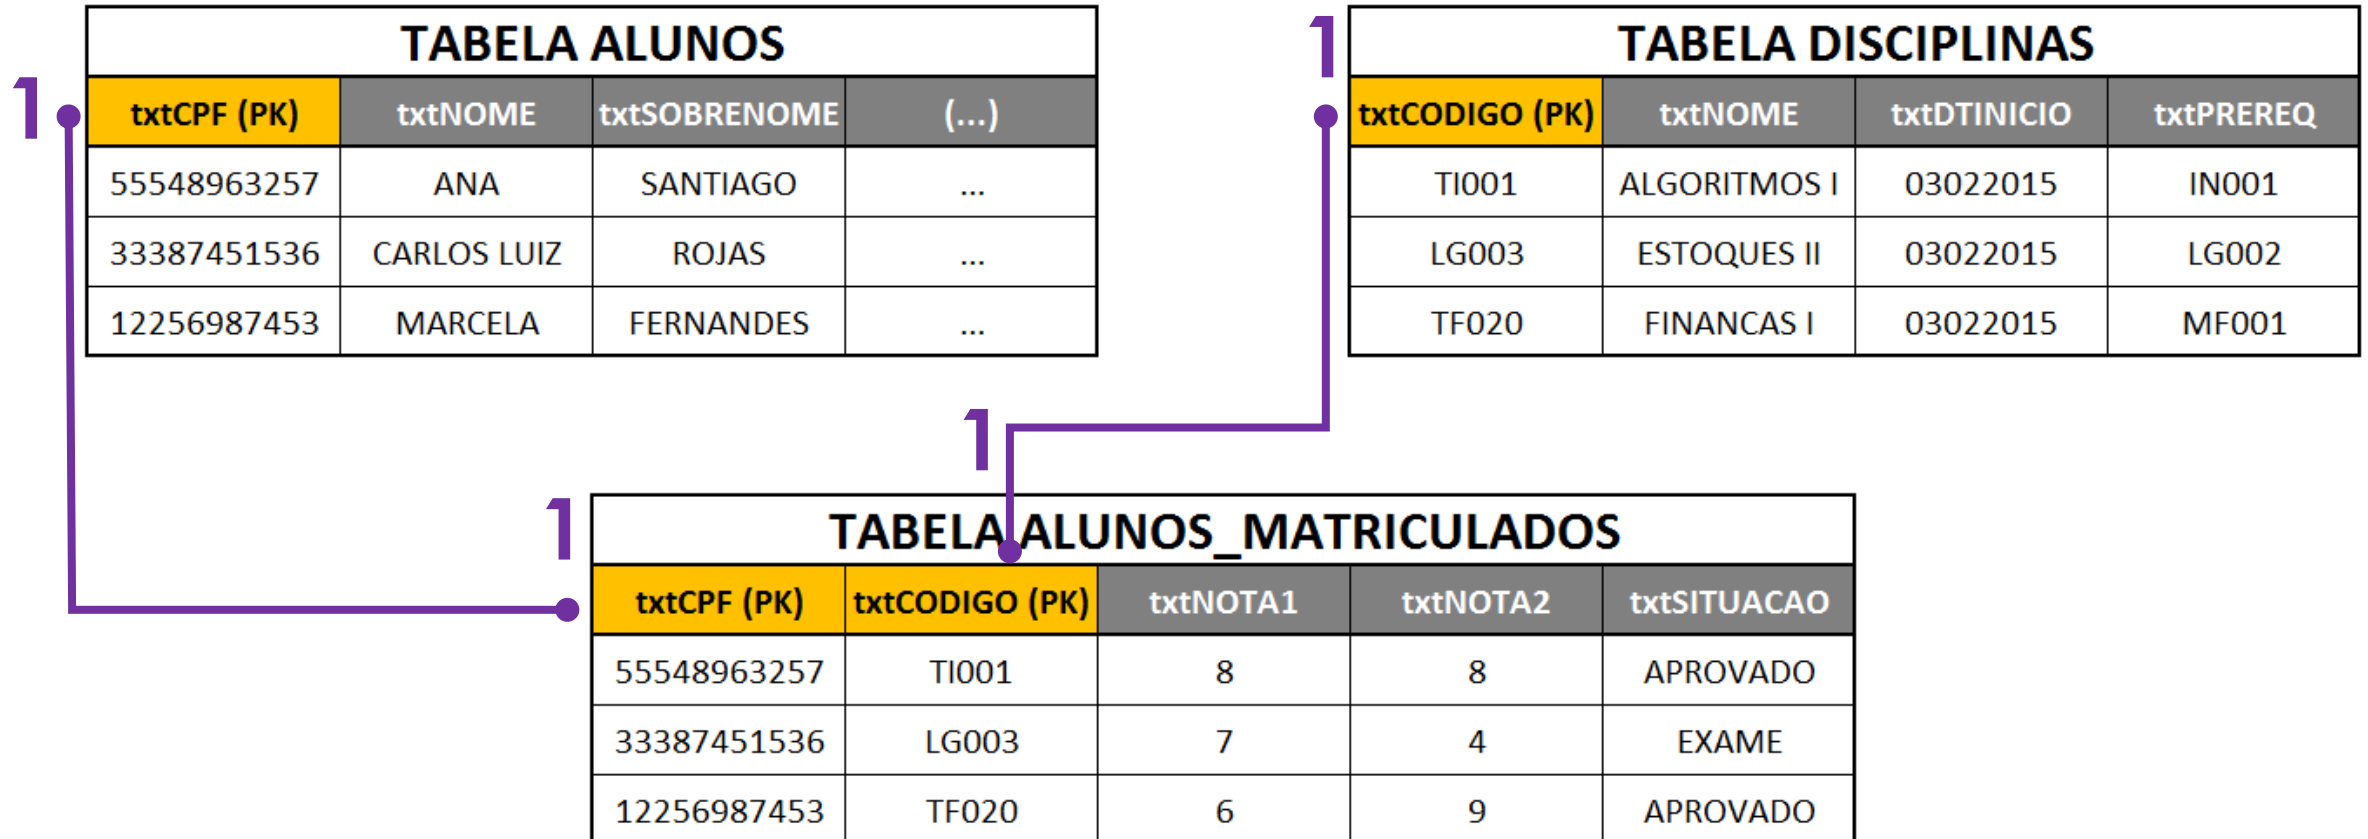 TABELA ALUNOS
1
txtCPF (PK) txtNOME txtSOBRENOME (...)
55548963257 ANA SANTIAGO ...
33387451536 CARLOS LUIZ ROJAS ...
12256987453 MARCELA FERNANDES ...
1
TABELA DISCIPLINAS
txtCODIGO (PK) txtNOME txtDTINICIO txtPREREQ
TI001 ALGORITMOS I 03022015 IN001
LG003 ESTOQUES II 03022015 LG002
TF020 FINANCAS I 03022015 MF001
1
1
TABELA ALUNOS_MATRICULADOS
txtCPF (PK) txtCODIGO (PK) txtNOTA1 txtNOTA2 txtSITUACAO
55548963257 TI001 8 8 APROVADO
33387451536 LG003 7 4 EXAME
12256987453 TF020 6 9 APROVADO